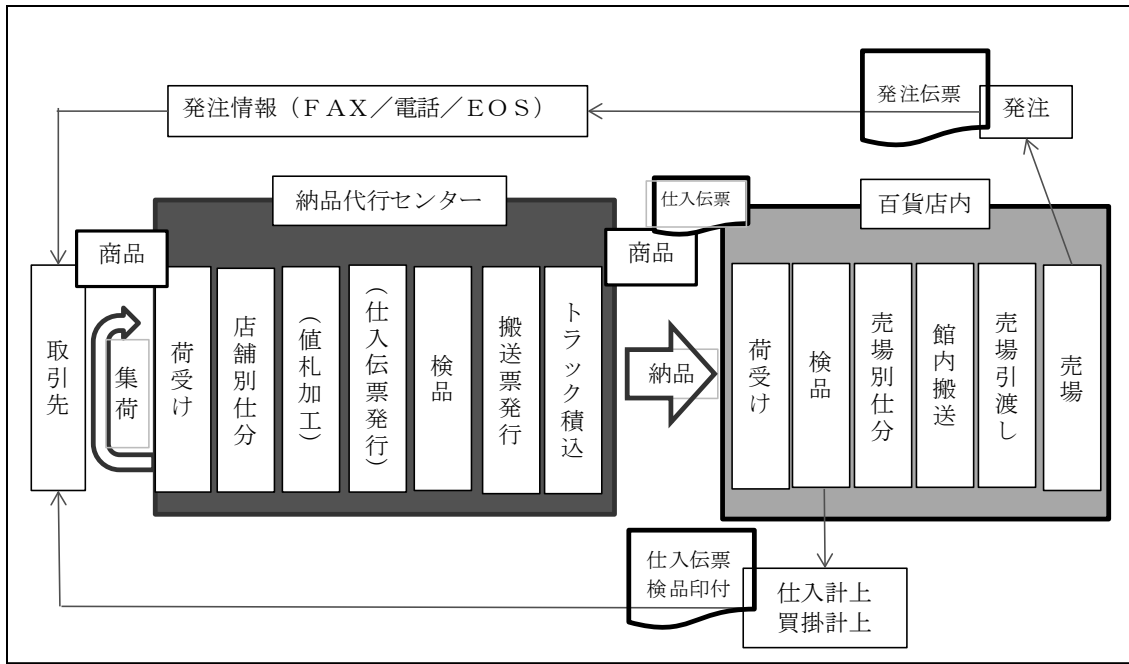 発注伝票
発注情報（ＦＡＸ／電話／ＥＯＳ）
発注
納品代行センター
仕入伝票
百貨店内
商品
商品
取引先
集荷
荷受け
店舗別仕分
（値札加工）
（仕入伝票発行）
検品
搬送票発行
トラック積込
納品
荷受け
検品
売場別仕分
館内搬送
売場引渡し
売場
仕入伝票
検品印付
仕入計上
買掛計上